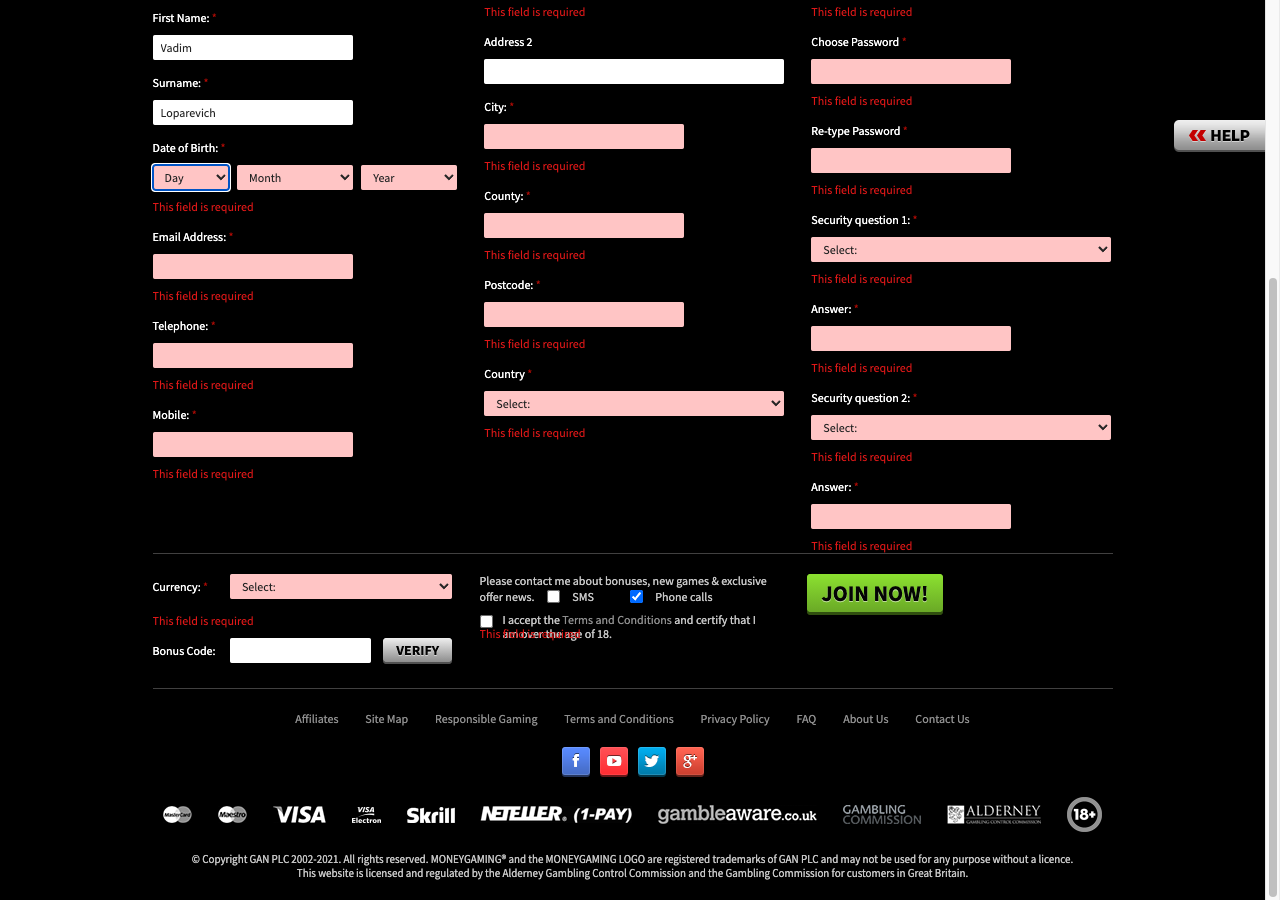 First Name: *
Vadim
Surname: *
Loparevich
Date of Birth: *
Day Month Year
This field is required
Email Address: *
This field is required
Telephone: *
This field is required
Mobile: *
This field is required
This field is required
Address 2
City: *
This field is required
County: *
This field is required
Postcode: *
This field is required
Country *
Select:
This field is required
This field is required
Choose Password *
This field is required
Re-type Password *
This field is required
Security question 1: *
Select:
This field is required
Answer: *
This field is required
Security question 2: *
Select:
This field is required
Answer: *
This field is required
HELP
Currency: *
Select:
This field is required
Bonus Code:
VERIFY
Please contact me about bonuses, new games & exclusive
offer news. SMS Phone calls
I accept the Terms and Conditions and certify that I
am over the age of 18.
This field is required
JOIN NOW!
Affiliates Site Map Responsible Gaming Terms and Conditions Privacy Policy FAQ About Us Contact Us
f g+
MasterCard Maestro VISA VISA Electron Skrill NETELLER. (1-PAY) gambleaware.co.uk GAMBLING COMMISSION ALDERNEY GAMBLING CONTROL COMMISSION 18+
© Copyright GAN PLC 2002-2021. All rights reserved. MONEYGAMING® and the MONEYGAMING LOGO are registered trademarks of GAN PLC and may not be used for any purpose without a licence.
This website is licensed and regulated by the Alderney Gambling Control Commission and the Gambling Commission for customers in Great Britain.